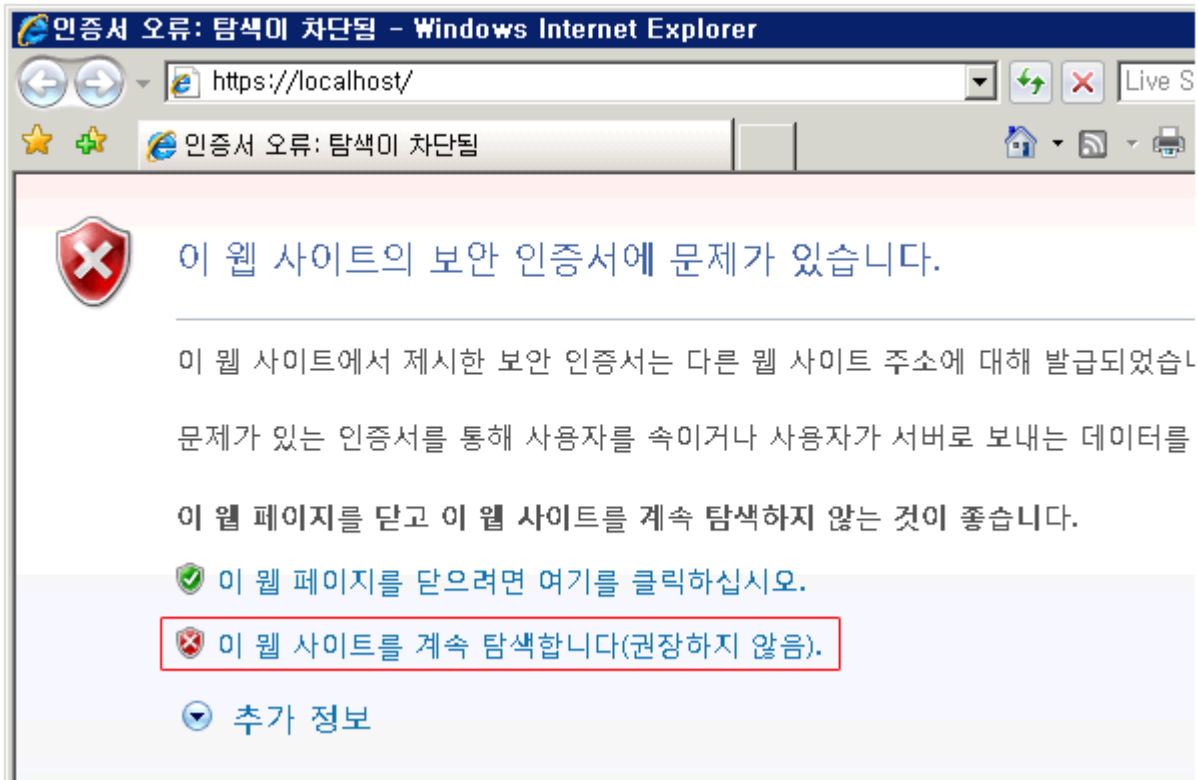 인증서 오류: 탐색이 차단됨 - Windows Internet Explorer
https://localhost/
Live S
인증서 오류: 탐색이 차단됨
이 웹 사이트의 보안 인증서에 문제가 있습니다.
이 웹 사이트에서 제시한 보안 인증서는 다른 웹 사이트 주소에 대해 발급되었습니
문제가 있는 인증서를 통해 사용자를 속이거나 사용자가 서버로 보내는 데이터를
이 웹 페이지를 닫고 이 웹 사이트를 계속 탐색하지 않는 것이 좋습니다.
이 웹 페이지를 닫으려면 여기를 클릭하십시오.
이 웹 사이트를 계속 탐색합니다(권장하지 않음).
추가 정보